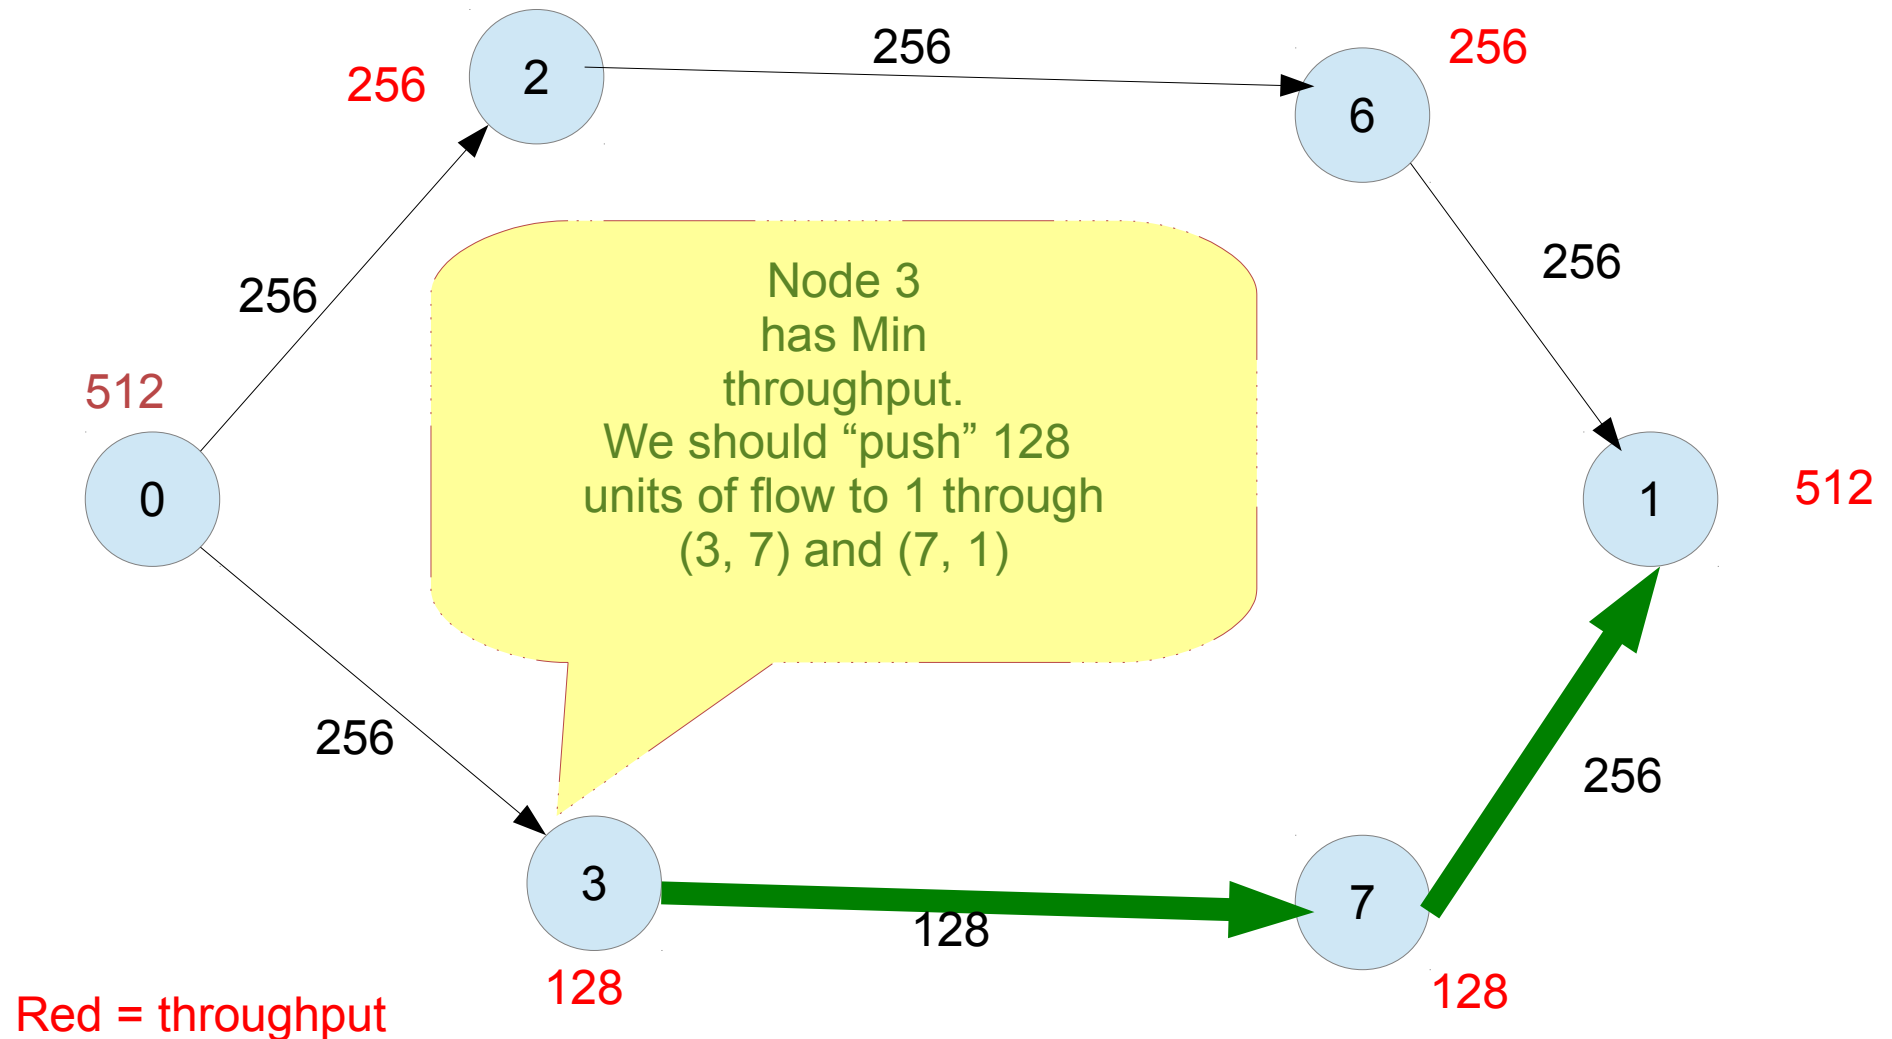 256
256
256
2
6
256
256
Node 3
has Min
throughput.
We should “push” 128
units of flow to 1 through
(3, 7) and (7, 1)
512
0
1
512
256
256
3
7
128
128
128
Red = throughput